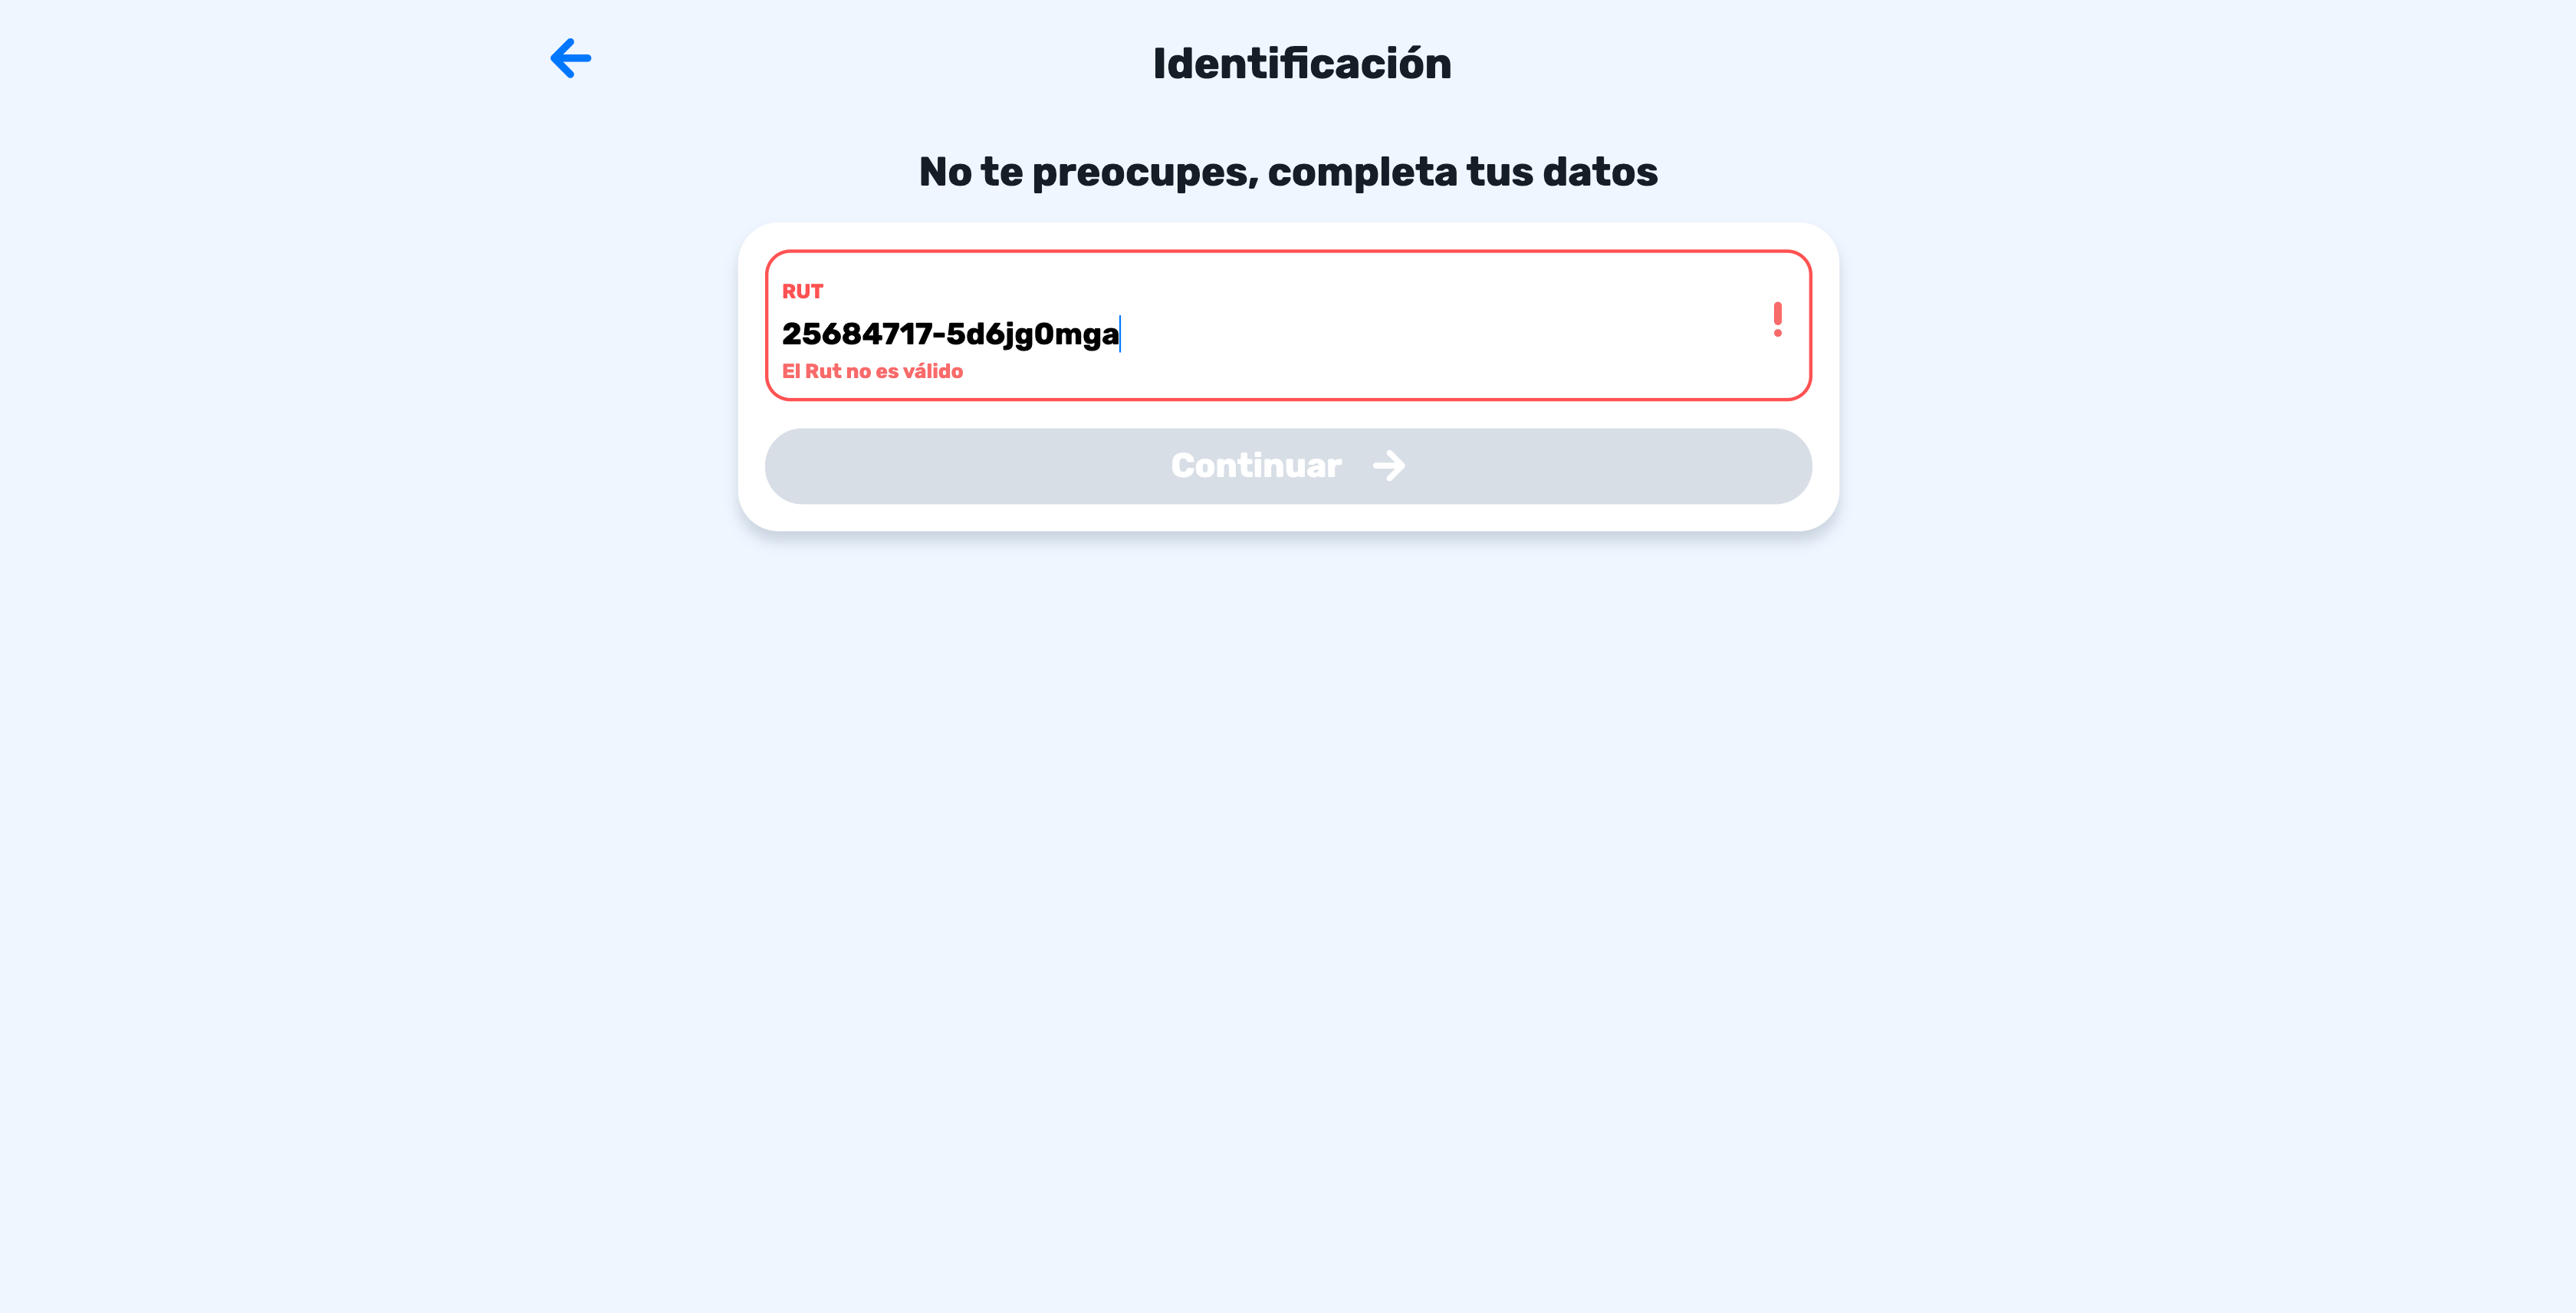 Identificación
No te preocupes, completa tus datos
RUT
25684717-5d6jg0mga
El Rut no es válido
Continuar